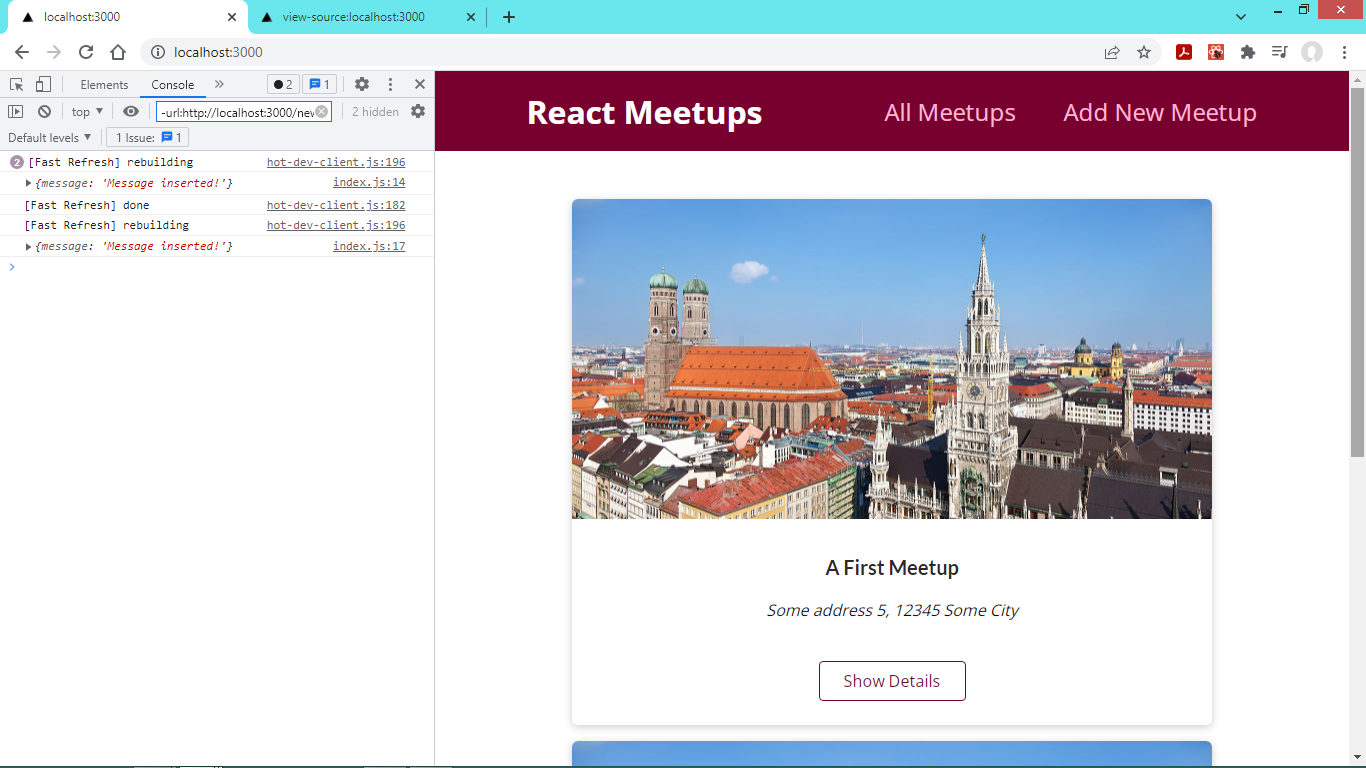 localhost:3000
view-source:localhost:3000
localhost:3000
Elements Console 2 1
top -url:http://localhost:3000/new 2 hidden
Default levels 1 Issue: 1
2 [Fast Refresh] rebuilding hot-dev-client.js:196
{message: 'Message inserted!'} index.js:14
[Fast Refresh] done hot-dev-client.js:182
[Fast Refresh] rebuilding hot-dev-client.js:196
{message: 'Message inserted!'} index.js:17
React Meetups All Meetups Add New Meetup
A First Meetup
Some address 5, 12345 Some City
Show Details